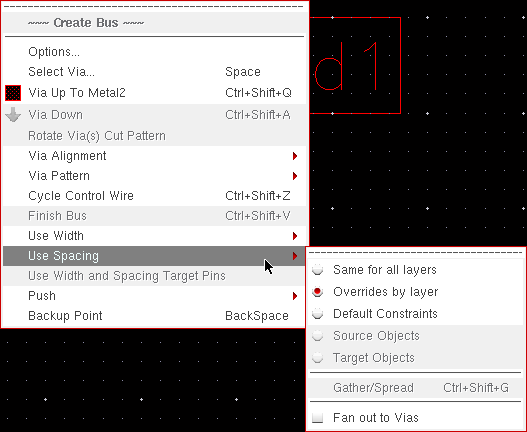 ~~~ Create Bus ~~~
d 1
Options...
Select Via... Space
Via Up To Metal2 Ctrl+Shift+Q
Via Down Ctrl+Shift+A
Rotate Via(s) Cut Pattern
Via Alignment
Via Pattern
Cycle Control Wire Ctrl+Shift+Z
Finish Bus Ctrl+Shift+V
Use Width
Use Spacing
Use Width and Spacing Target Pins
Push
Backup Point BackSpace
Same for all layers
Overrides by layer
Default Constraints
Source Objects
Target Objects
Gather/Spread Ctrl+Shift+G
Fan out to Vias